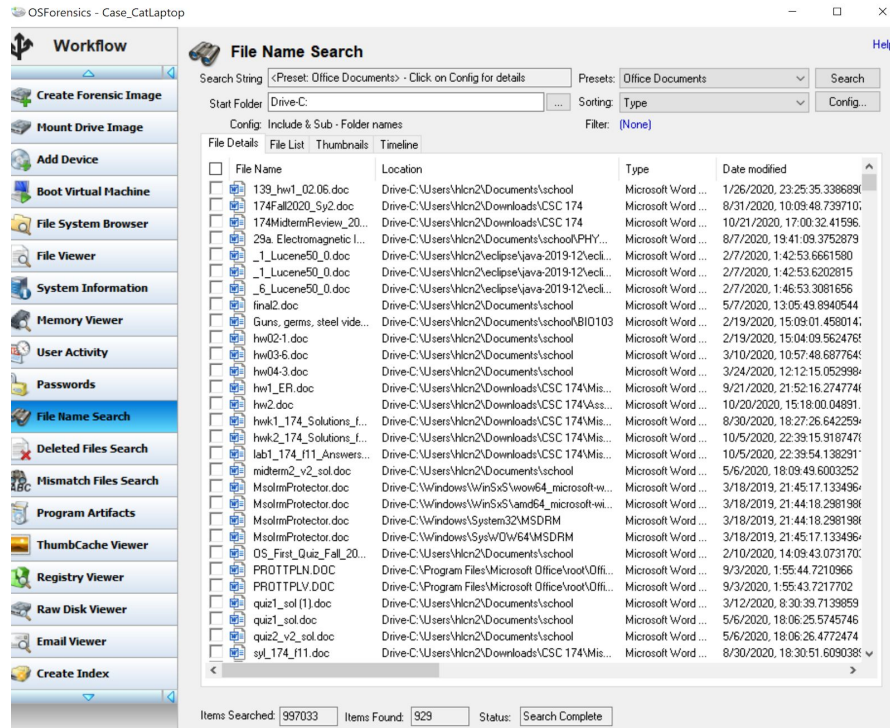 OSForensics - Case_CatLaptop
Workflow
Create Forensic Image
Mount Drive Image
Add Device
Boot Virtual Machine
File System Browser
File Viewer
System Information
Memory Viewer
User Activity
Passwords
File Name Search
Deleted Files Search
Mismatch Files Search
Program Artifacts
ThumbCache Viewer
Registry Viewer
Raw Disk Viewer
Email Viewer
Create Index
File Name Search
Help
Search String <Preset: Office Documents> - Click on Config for details Presets: Office Documents Search
Start Folder Drive-C: ... Sorting: Type Config...
Config: Include & Sub - Folder names Filter: (None)
File Details File List Thumbnails Timeline
File Name Location Type Date modified
139_hw1_02.06.doc Drive-C:\Users\hlcn2\Documents\school Microsoft Word ... 1/26/2020, 23:25:35.3386890
174Fall2020_Sy2.doc Drive-C:\Users\hlcn2\Downloads\CSC 174 Microsoft Word ... 8/31/2020, 10:09:48.7397107
174MidtermReview_20... Drive-C:\Users\hlcn2\Downloads\CSC 174 Microsoft Word ... 10/21/2020, 17:00:32.41596.
29a. Electromagnetic I... Drive-C:\Users\hlcn2\Documents\school\PHY... Microsoft Word ... 8/7/2020, 19:41:09.3752879
_1_Lucene50_0.doc Drive-C:\Users\hlcn2\eclipse\java-2019-12\ecli... Microsoft Word ... 2/7/2020, 1:42:53.6661580
_1_Lucene50_0.doc Drive-C:\Users\hlcn2\eclipse\java-2019-12\ecli... Microsoft Word ... 2/7/2020, 1:42:53.6202815
_6_Lucene50_0.doc Drive-C:\Users\hlcn2\eclipse\java-2019-12\ecli... Microsoft Word ... 2/7/2020, 1:46:53.3081656
final2.doc Drive-C:\Users\hlcn2\Documents\school Microsoft Word ... 5/7/2020, 13:05:49.8940544
Guns, germs, steel vide... Drive-C:\Users\hlcn2\Documents\school\BIO103 Microsoft Word ... 2/19/2020, 15:09:01.4580147
hw02-1.doc Drive-C:\Users\hlcn2\Documents\school Microsoft Word ... 2/19/2020, 15:04:09.5624765
hw03-6.doc Drive-C:\Users\hlcn2\Documents\school Microsoft Word ... 3/10/2020, 10:57:48.6877649
hw04-3.doc Drive-C:\Users\hlcn2\Documents\school Microsoft Word ... 3/24/2020, 12:12:15.0529984
hw1_ER.doc Drive-C:\Users\hlcn2\Downloads\CSC 174\Mis... Microsoft Word ... 9/21/2020, 21:52:16.2747746
hw2.doc Drive-C:\Users\hlcn2\Downloads\CSC 174\Ass... Microsoft Word ... 10/20/2020, 15:18:00.04891.
hwk1_174_Solutions_f... Drive-C:\Users\hlcn2\Downloads\CSC 174\Mis... Microsoft Word ... 8/30/2020, 18:27:26.6422594
hwk2_174_Solutions_f... Drive-C:\Users\hlcn2\Downloads\CSC 174\Mis... Microsoft Word ... 10/5/2020, 22:39:15.9187478
lab1_174_f11_Answers... Drive-C:\Users\hlcn2\Downloads\CSC 174\Mis... Microsoft Word ... 10/5/2020, 22:39:54.1382911
midterm2_v2_sol.doc Drive-C:\Users\hlcn2\Documents\school Microsoft Word ... 5/6/2020, 18:09:49.6003252
MsoIrmProtector.doc Drive-C:\Windows\WinSxS\wow64_microsoft-w... Microsoft Word ... 3/18/2019, 21:45:17.1334964
MsoIrmProtector.doc Drive-C:\Windows\WinSxS\amd64_microsoft-wi... Microsoft Word ... 3/18/2019, 21:44:18.2981986
MsoIrmProtector.doc Drive-C:\Windows\System32\MSDRM Microsoft Word ... 3/18/2019, 21:44:18.2981986
MsoIrmProtector.doc Drive-C:\Windows\SysWOW64\MSDRM Microsoft Word ... 3/18/2019, 21:45:17.1334964
OS_First_Quiz_Fall_20... Drive-C:\Users\hlcn2\Documents\school Microsoft Word ... 2/10/2020, 14:09:43.0731703
PROTTPLN.DOC Drive-C:\Program Files\Microsoft Office\root\Offi... Microsoft Word ... 9/3/2020, 1:55:44.7210966
PROTTPLV.DOC Drive-C:\Program Files\Microsoft Office\root\Offi... Microsoft Word ... 9/3/2020, 1:55:43.7217702
quiz1_sol (1).doc Drive-C:\Users\hlcn2\Documents\school Microsoft Word ... 3/12/2020, 8:30:39.7139859
quiz1_sol.doc Drive-C:\Users\hlcn2\Documents\school Microsoft Word ... 5/6/2020, 18:06:25.5745746
quiz2_v2_sol.doc Drive-C:\Users\hlcn2\Documents\school Microsoft Word ... 5/6/2020, 18:06:26.4772474
syl_174_f11.doc Drive-C:\Users\hlcn2\Downloads\CSC 174\Mis... Microsoft Word ... 8/30/2020, 18:30:51.6090389
Items Searched: 997033 Items Found: 929 Status: Search Complete